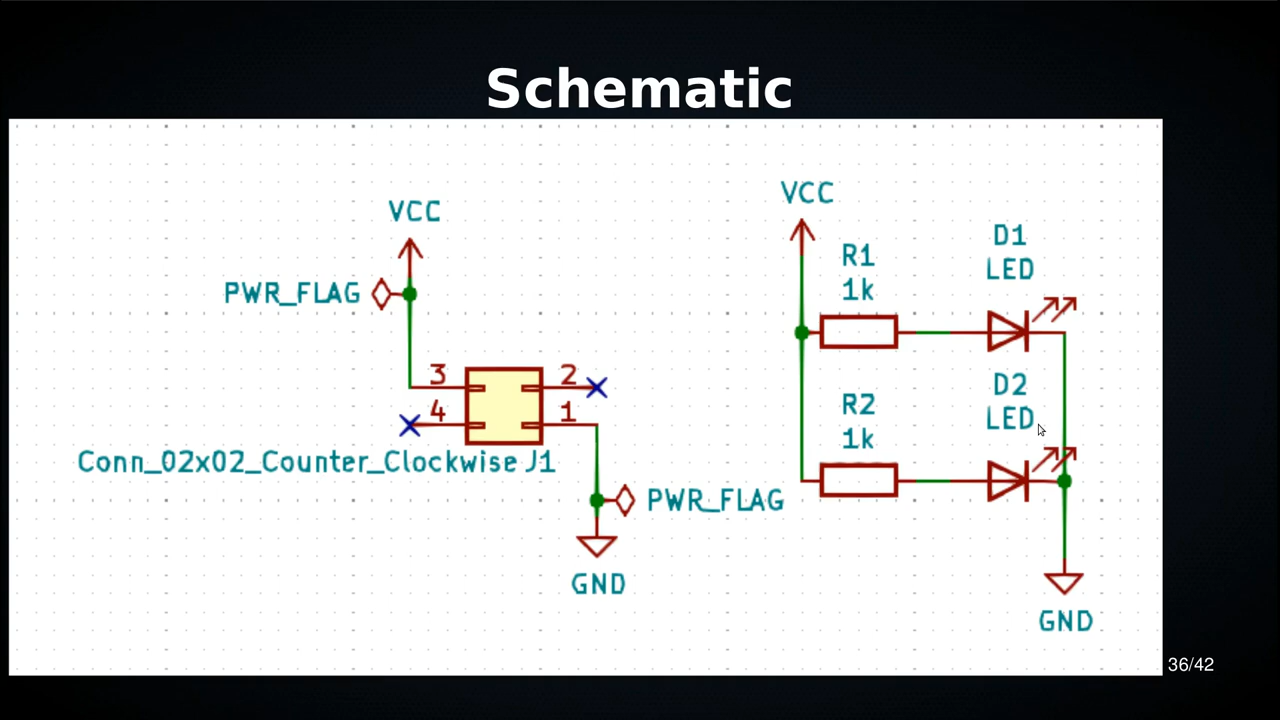 Schematic
VCC
PWR_FLAG
3
2
4
1
Conn_02x02_Counter_Clockwise J1
PWR_FLAG
GND
VCC
R1
1k
D1
LED
R2
1k
D2
LED
GND
36/42